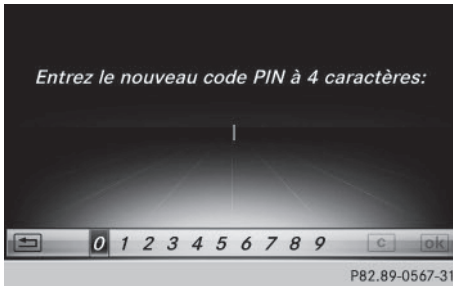 Entrez le nouveau code PIN à 4 caractères:
0 1 2 3 4 5 6 7 8 9 c ok
P82.89-0567-31